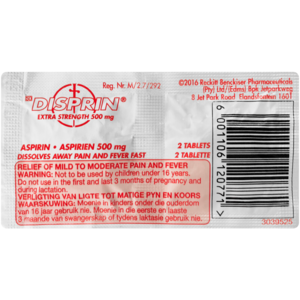 Reg. Nr. M/2.7/292
DISPRIN®
EXTRA STRENGTH 500 mg
©2016 Reckitt Benckiser Pharmaceuticals
(Pty) (Ltd)/(Edms) Bpk Jetparkweg
8 Jet Park Road, Elandsfontein 1601
ASPIRIN • ASPIRIEN 500 mg
2 TABLETS
DISSOLVES AWAY PAIN AND FEVER FAST
2 TABLETTE
RELIEF OF MILD TO MODERATE PAIN AND FEVER
WARNING: Not to be used by children under 16 years.
Do not use in the first and last 3 months of pregnancy and
during lactation.
VERLIGTING VAN LIGTE TOT MATIGE PYN EN KOORS
WAARSKUWING: Moenie in kinders onder die ouderdom
van 16 jaar gebruik nie. Moenie in die eerste en laaste
3 maande van swangerskap of tydens laktasie gebruik nie.
6 001106 120771
3039525